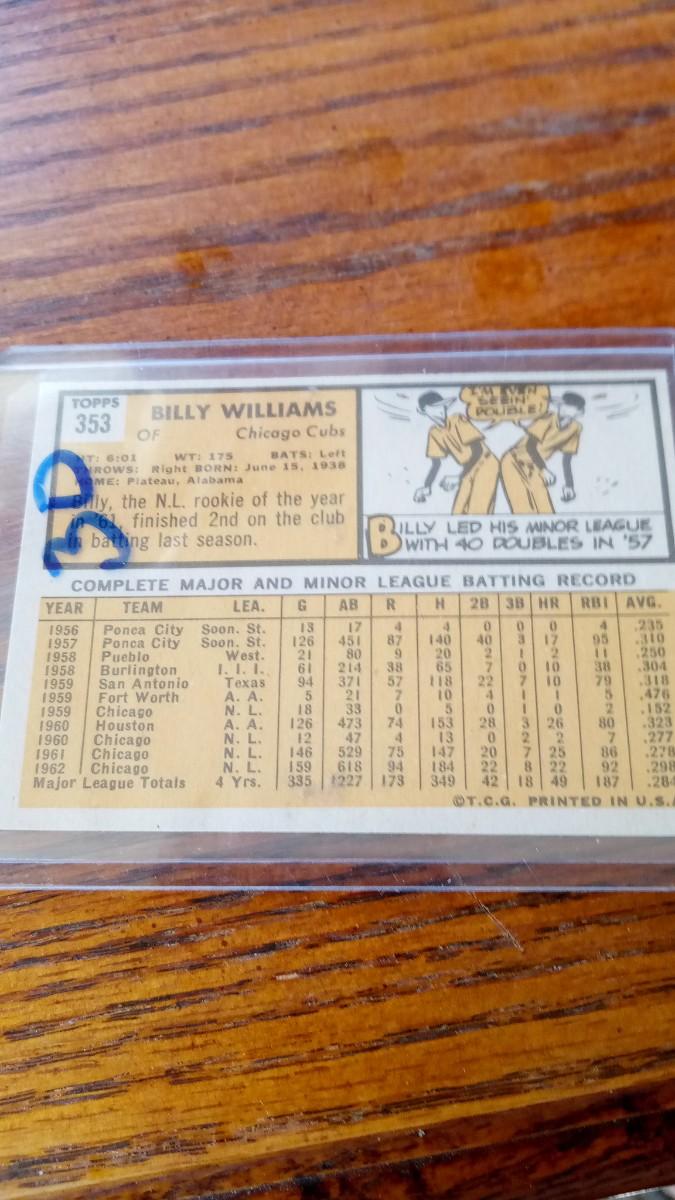 TOPPS
353
BILLY WILLIAMS
OF Chicago Cubs
HT: 6:01 WT: 175 BATS: Left
THROWS: Right BORN: June 15, 1938
HOME: Plateau, Alabama
Billy, the N.L. rookie of the year
in '61, finished 2nd on the club
in batting last season.
I'M EVEN
SEEIN'
DOUBLE!
BILLY LED HIS MINOR LEAGUE
WITH 40 DOUBLES IN '57
COMPLETE MAJOR AND MINOR LEAGUE BATTING RECORD
YEAR TEAM LEA. G AB R H 2B 3B HR RBI AVG.
1956 Ponca City Soon. St. 13 17 4 4 0 0 0 4 .235
1957 Ponca City Soon. St. 126 451 87 140 40 3 17 95 .310
1958 Pueblo West. 21 80 9 20 2 1 2 11 .250
1958 Burlington I. I. I. 61 214 38 65 7 0 10 38 .304
1959 San Antonio Texas 94 371 57 118 22 7 10 79 .318
1959 Fort Worth A. A. 5 21 7 10 4 1 1 5 .476
1959 Chicago N. L. 18 33 0 5 0 1 0 2 .152
1960 Houston A. A. 126 473 74 153 28 3 26 80 .323
1960 Chicago N. L. 12 47 4 13 0 2 2 7 .277
1961 Chicago N. L. 146 529 75 147 20 7 25 86 .278
1962 Chicago N. L. 159 618 94 184 22 8 22 92 .298
Major League Totals 4 Yrs. 335 1227 173 349 42 18 49 187 .284
©T.C.G. PRINTED IN U.S.A
30